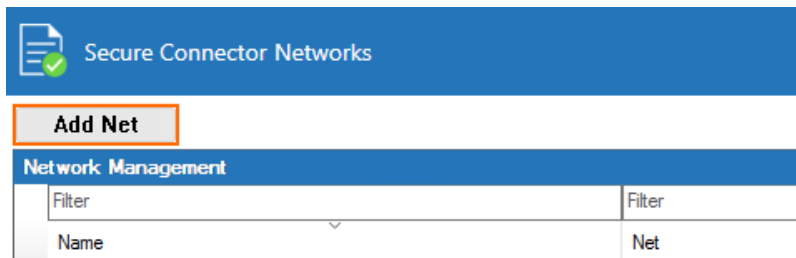 Secure Connector Networks
Add Net
Network Management
Filter Filter
Name Net